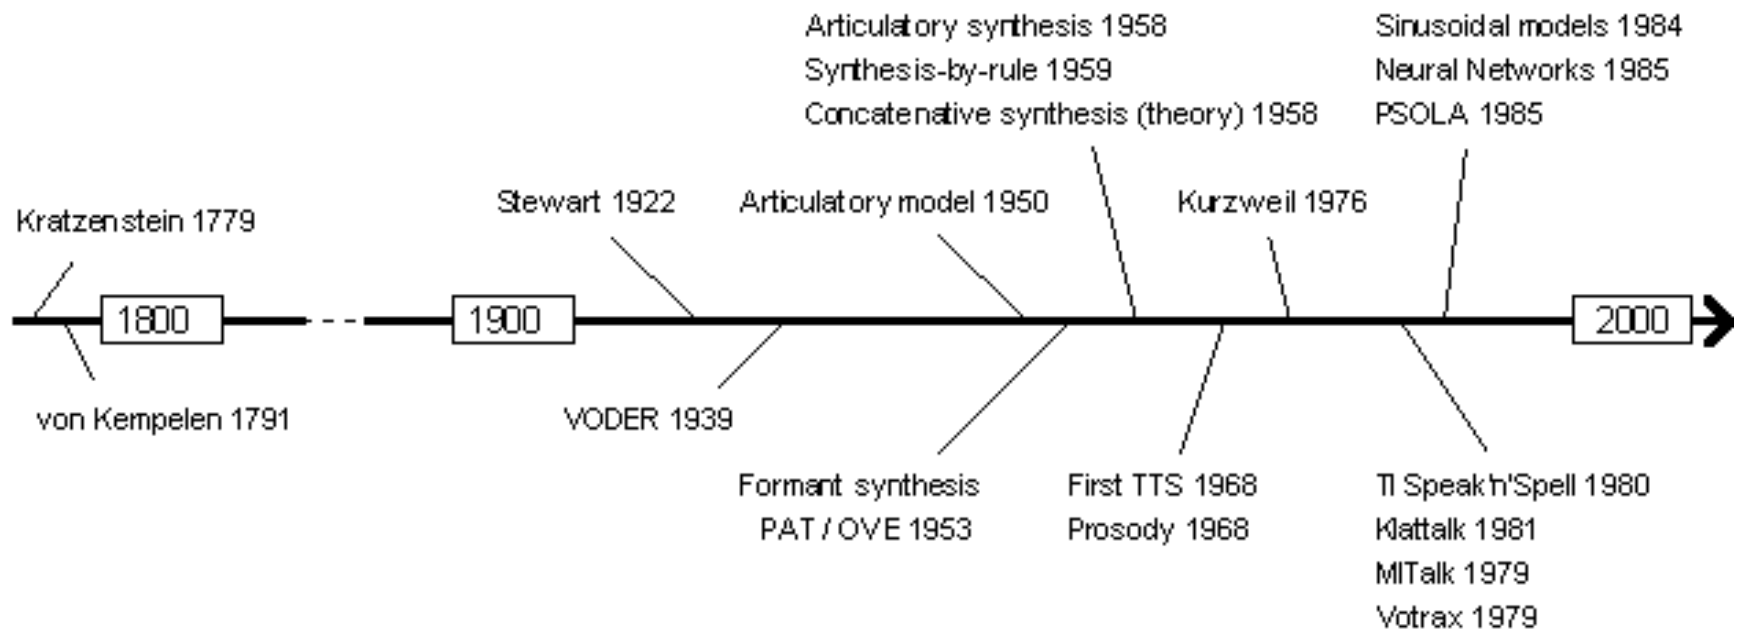 Articulatory synthesis 1958
Synthesis-by-rule 1959
Concatenative synthesis (theory) 1958
Sinusoidal models 1984
Neural Networks 1985
PSOLA 1985
Kratzenstein 1779
Stewart 1922
Articulatory model 1950
Kurzweil 1976
1800
1900
2000
von Kempelen 1791
VODER 1939
Formant synthesis
PAT / OVE 1953
First TTS 1968
Prosody 1968
TI Speak'n'Spell 1980
Klattalk 1981
MITalk 1979
Votrax 1979